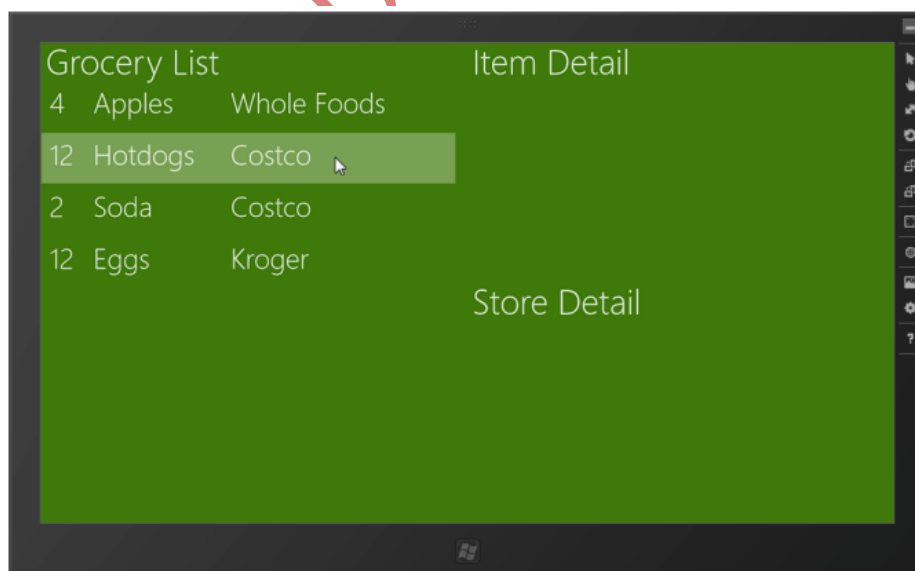 Grocery List
4 Apples Whole Foods
12 Hotdogs Costco
2 Soda Costco
12 Eggs Kroger
Item Detail
Store Detail
?